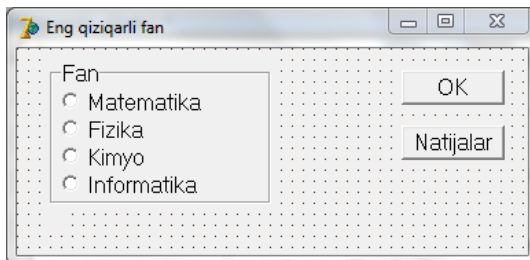 Eng qiziqarli fan
Fan
Matematika
Fizika
Kimyo
Informatika
OK
Natijalar